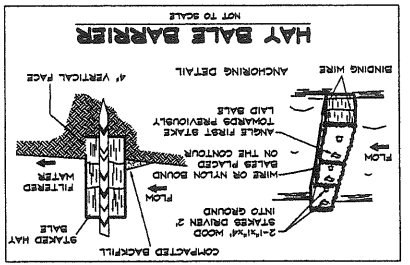 COMPACTED BACKFILL
STAKED HAY
BALE
FLOW
FILTERED
WATER
4" VERTICAL FACE
2-1"x1"x4' WOOD
STAKES DRIVEN 2'
INTO GROUND
FLOW
WIRE OR NYLON BOUND
BALES PLACED
ON THE CONTOUR
ANGLE FIRST STAKE
TOWARDS PREVIOUSLY
LAID BALE
BINDING WIRE
ANCHORING DETAIL
HAY BALE BARRIER
NOT TO SCALE